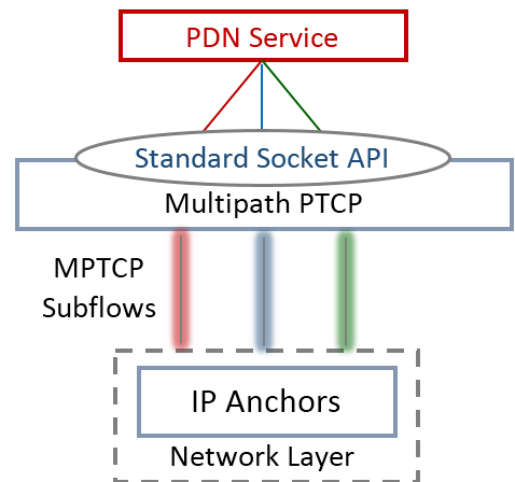 PDN Service
Standard Socket API
Multipath PTCP
MPTCP
Subflows
IP Anchors
Network Layer